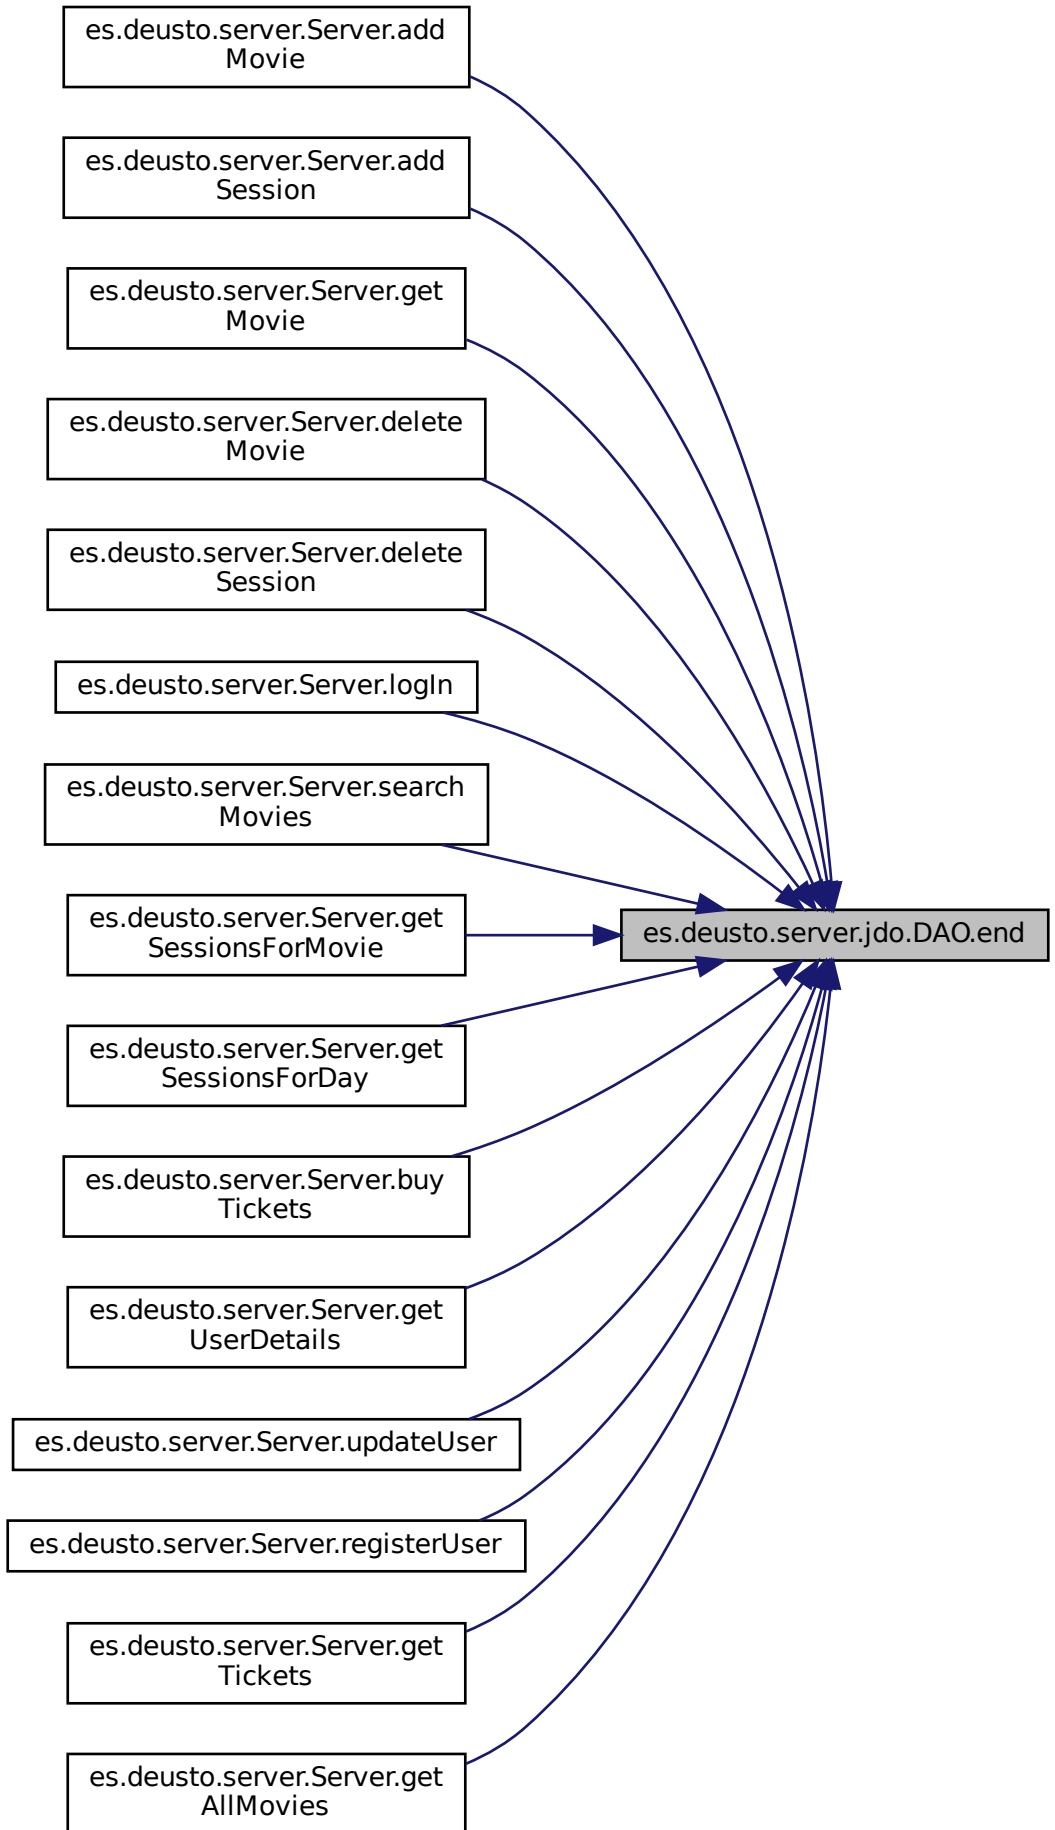 es.deusto.server.Server.add
Movie
es.deusto.server.Server.add
Session
es.deusto.server.Server.get
Movie
es.deusto.server.Server.delete
Movie
es.deusto.server.Server.delete
Session
es.deusto.server.Server.logIn
es.deusto.server.Server.search
Movies
es.deusto.server.Server.get
SessionsForMovie
es.deusto.server.jdo.DAO.end
es.deusto.server.Server.get
SessionsForDay
es.deusto.server.Server.buy
Tickets
es.deusto.server.Server.get
UserDetails
es.deusto.server.Server.updateUser
es.deusto.server.Server.registerUser
es.deusto.server.Server.get
Tickets
es.deusto.server.Server.get
AllMovies